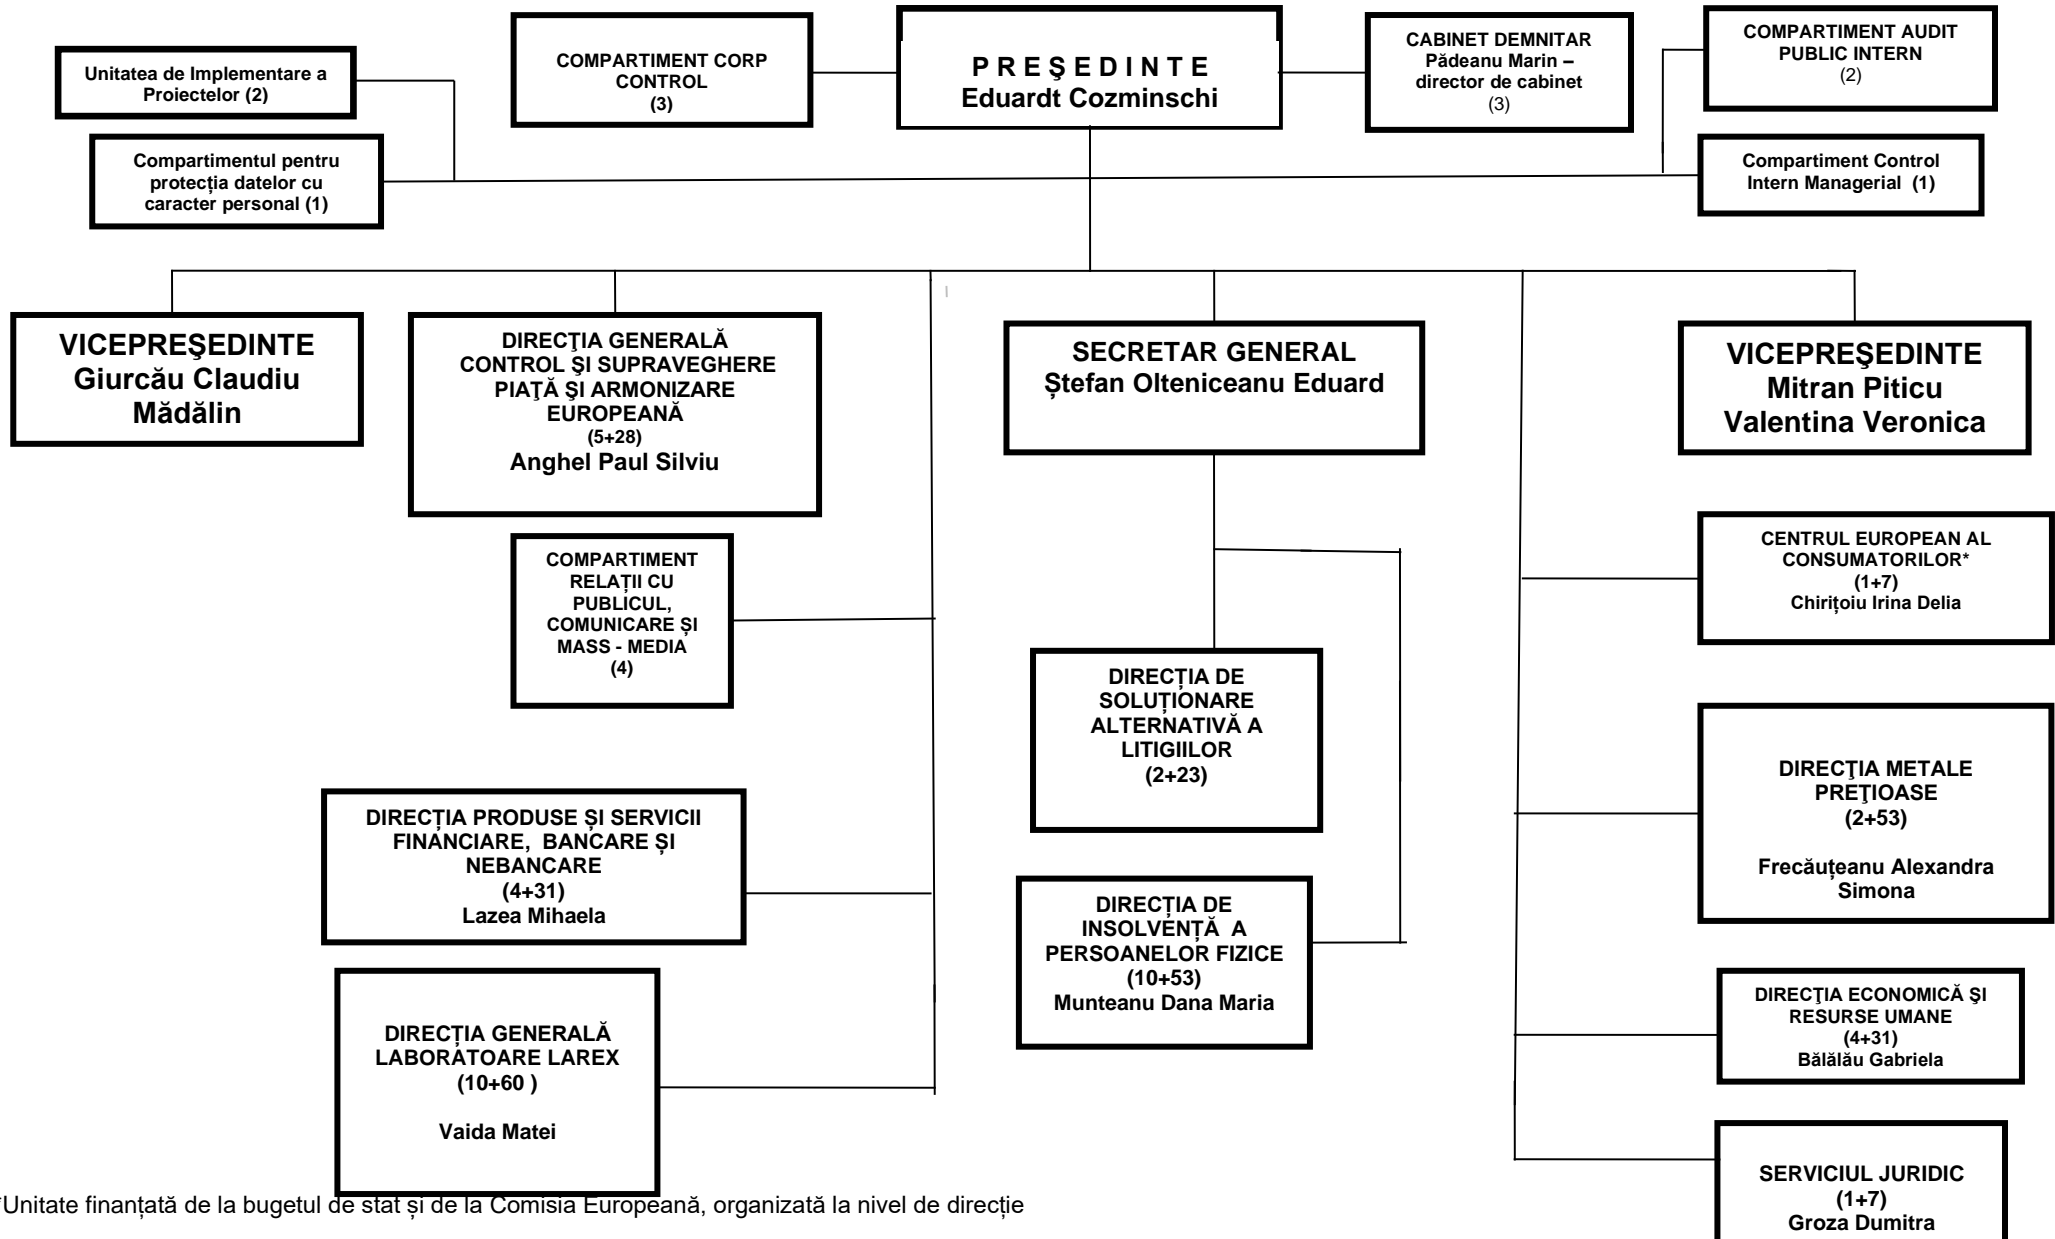 Unitatea de Implementare a
Proiectelor (2)
COMPARTIMENT CORP
CONTROL
(3)
P R E Ş E D I N T E
Eduardt Cozminschi
CABINET DEMNITAR
Pădeanu Marin –
director de cabinet
(3)
COMPARTIMENT AUDIT
PUBLIC INTERN
(2)
Compartimentul pentru
protecția datelor cu
caracter personal (1)
Compartiment Control
Intern Managerial (1)
VICEPREŞEDINTE
Giurcău Claudiu
Mădălin
DIRECŢIA GENERALĂ
CONTROL ŞI SUPRAVEGHERE
PIAŢĂ ŞI ARMONIZARE
EUROPEANĂ
(5+28)
Anghel Paul Silviu
SECRETAR GENERAL
Ștefan Olteniceanu Eduard
VICEPREŞEDINTE
Mitran Piticu
Valentina Veronica
COMPARTIMENT
RELAȚII CU
PUBLICUL,
COMUNICARE ȘI
MASS - MEDIA
(4)
CENTRUL EUROPEAN AL
CONSUMATORILOR*
(1+7)
Chirițoiu Irina Delia
DIRECȚIA DE
SOLUȚIONARE
ALTERNATIVĂ A
LITIGIILOR
(2+23)
DIRECŢIA METALE
PREŢIOASE
(2+53)
Frecăuțeanu Alexandra
Simona
DIRECȚIA PRODUSE ȘI SERVICII
FINANCIARE, BANCARE ȘI
NEBANCARE
(4+31)
Lazea Mihaela
DIRECȚIA DE
INSOLVENȚĂ A
PERSOANELOR FIZICE
(10+53)
Munteanu Dana Maria
DIRECŢIA ECONOMICĂ ŞI
RESURSE UMANE
(4+31)
Bălălău Gabriela
DIRECȚIA GENERALĂ
LABORATOARE LAREX
(10+60 )
Vaida Matei
SERVICIUL JURIDIC
(1+7)
Groza Dumitra
*Unitate finanțată de la bugetul de stat și de la Comisia Europeană, organizată la nivel de direcție